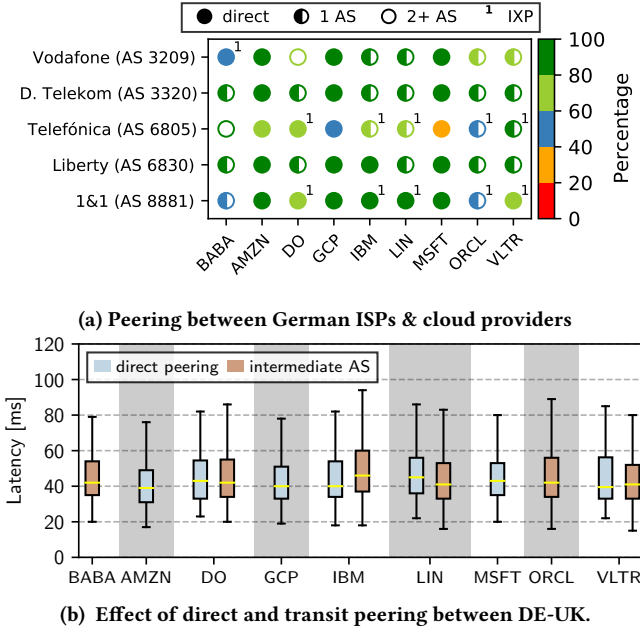 direct 1 AS 2+ AS 1 IXP
Vodafone (AS 3209) 1
D. Telekom (AS 3320)
Telefónica (AS 6805) 1 1 1 1 1
Liberty (AS 6830)
1&1 (AS 8881) 1 1 1 1 1
100
80
60
40
20
0
Percentage
BABA AMZN DO GCP IBM LIN MSFT ORCL VLTR
(a) Peering between German ISPs & cloud providers
120
100
80
60
40
20
0
Latency [ms]
direct peering intermediate AS
BABA AMZN DO GCP IBM LIN MSFT ORCL VLTR
(b) Effect of direct and transit peering between DE-UK.